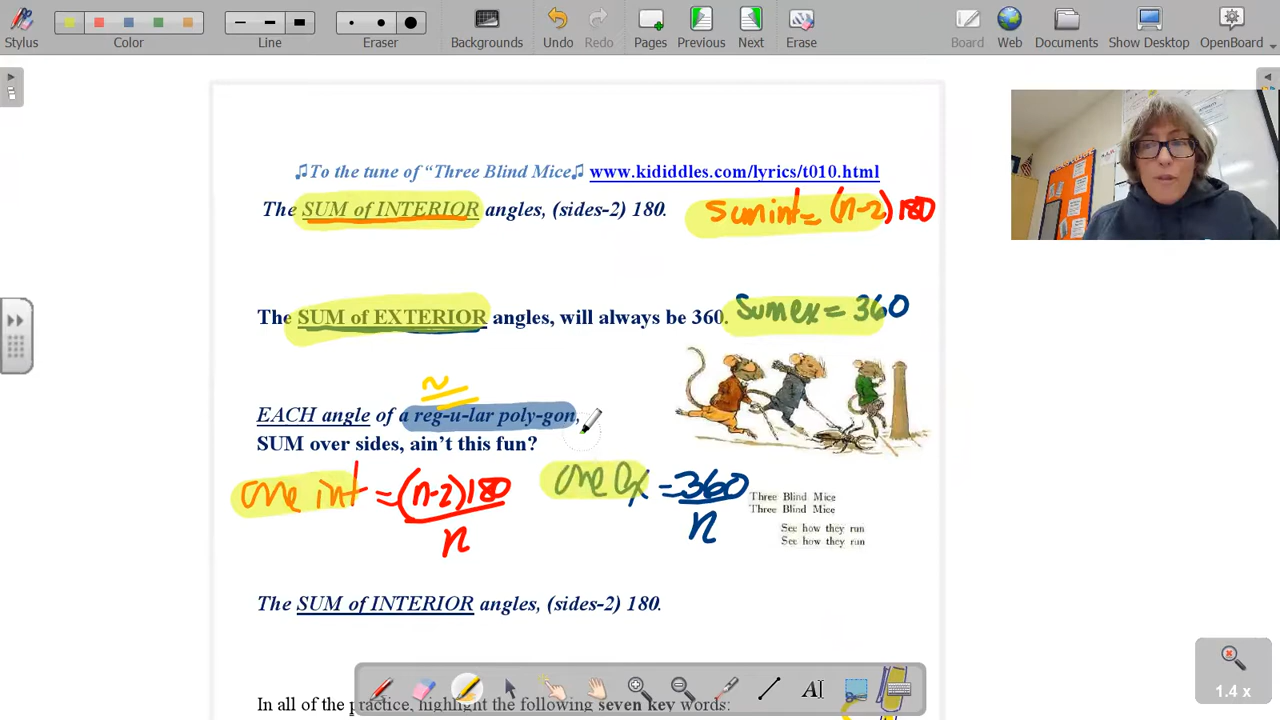 Stylus Color Line Eraser Backgrounds Undo Redo Pages Previous Next Erase Board Web Documents Show Desktop OpenBoard
♫To the tune of “Three Blind Mice♫ www.kididdles.com/lyrics/t010.html
The SUM of INTERIOR angles, (sides-2) 180. sum int = (n-2)180
The SUM of EXTERIOR angles, will always be 360. Sum ex = 360
~
EACH angle of a reg-u-lar poly-gon,
SUM over sides, ain’t this fun?
one int = (n-2)180
n
one ex = 360
n
Three Blind Mice
Three Blind Mice
See how they run
See how they run
The SUM of INTERIOR angles, (sides-2) 180.
In all of the practice, highlight the following seven key words:
1.4 x